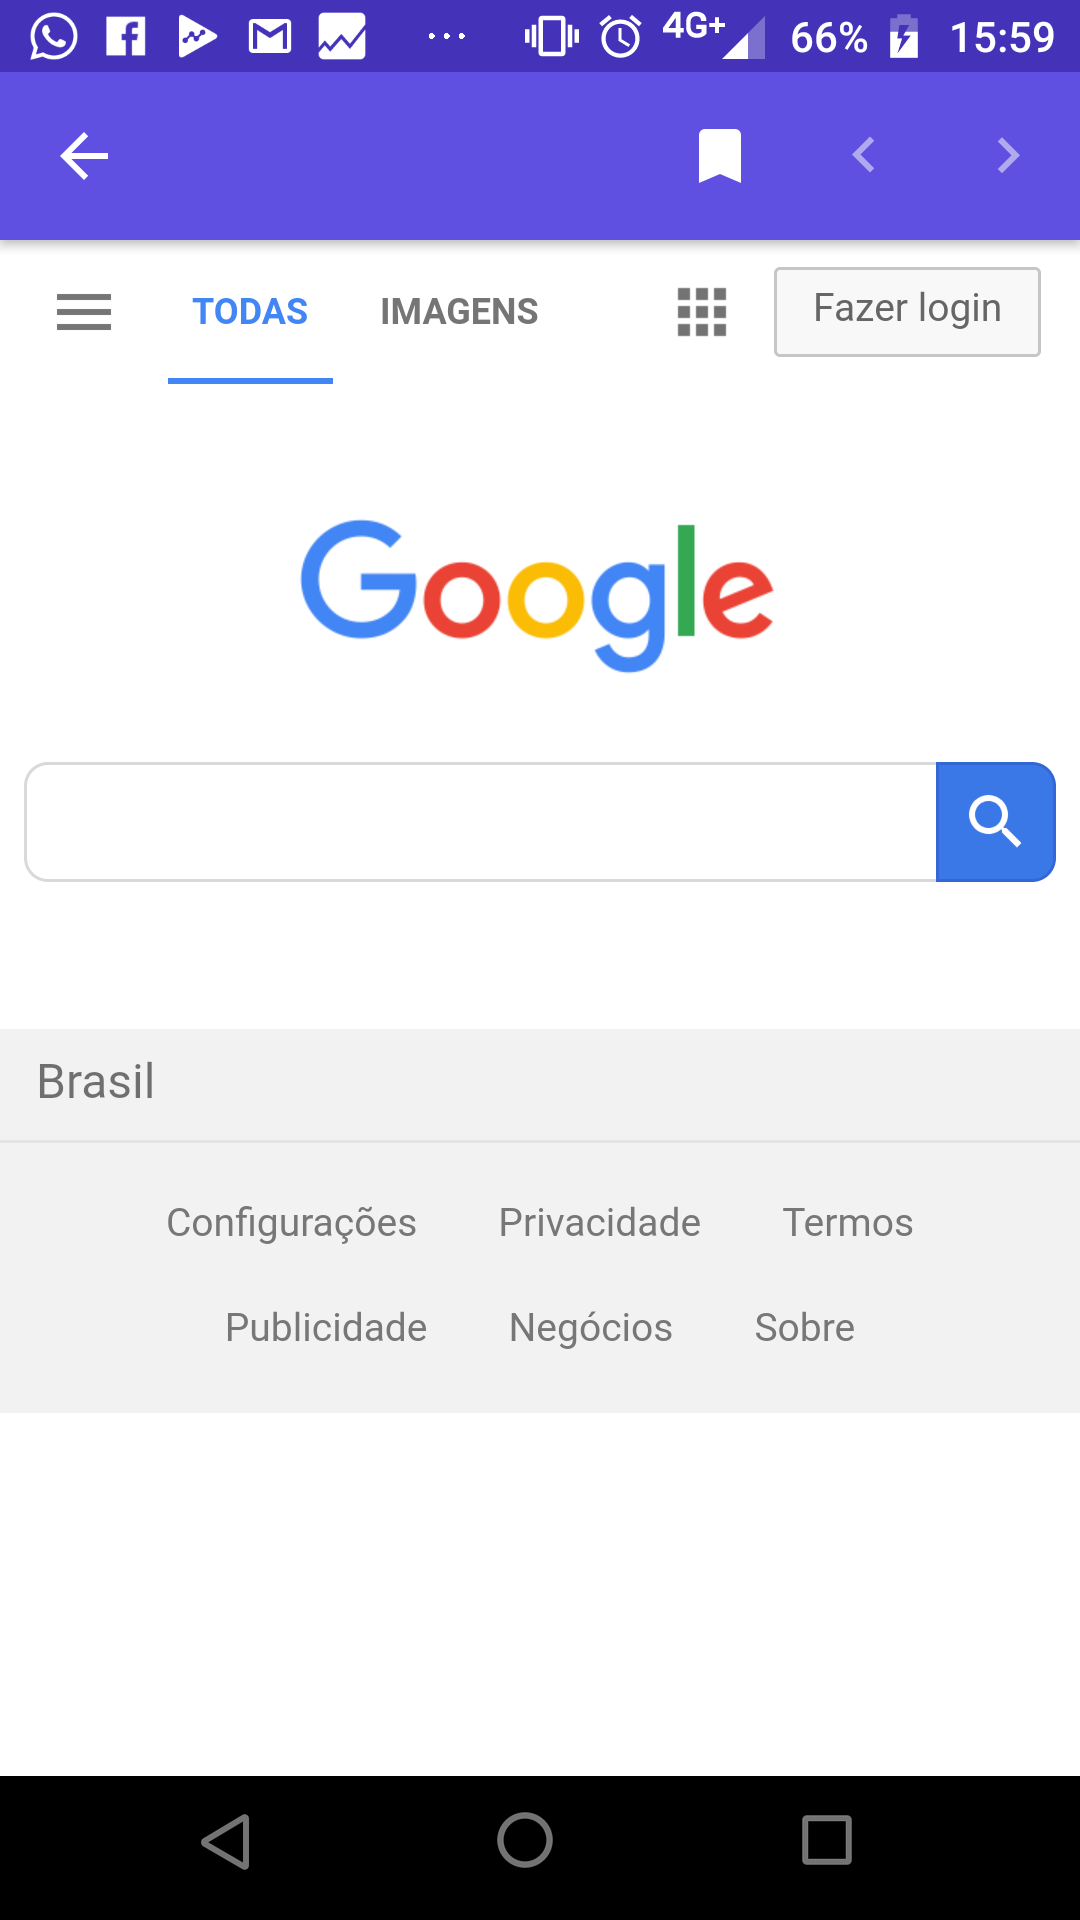 4G+ 66% 15:59
TODAS IMAGENS Fazer login
Google
Brasil
Configurações Privacidade Termos
Publicidade Negócios Sobre